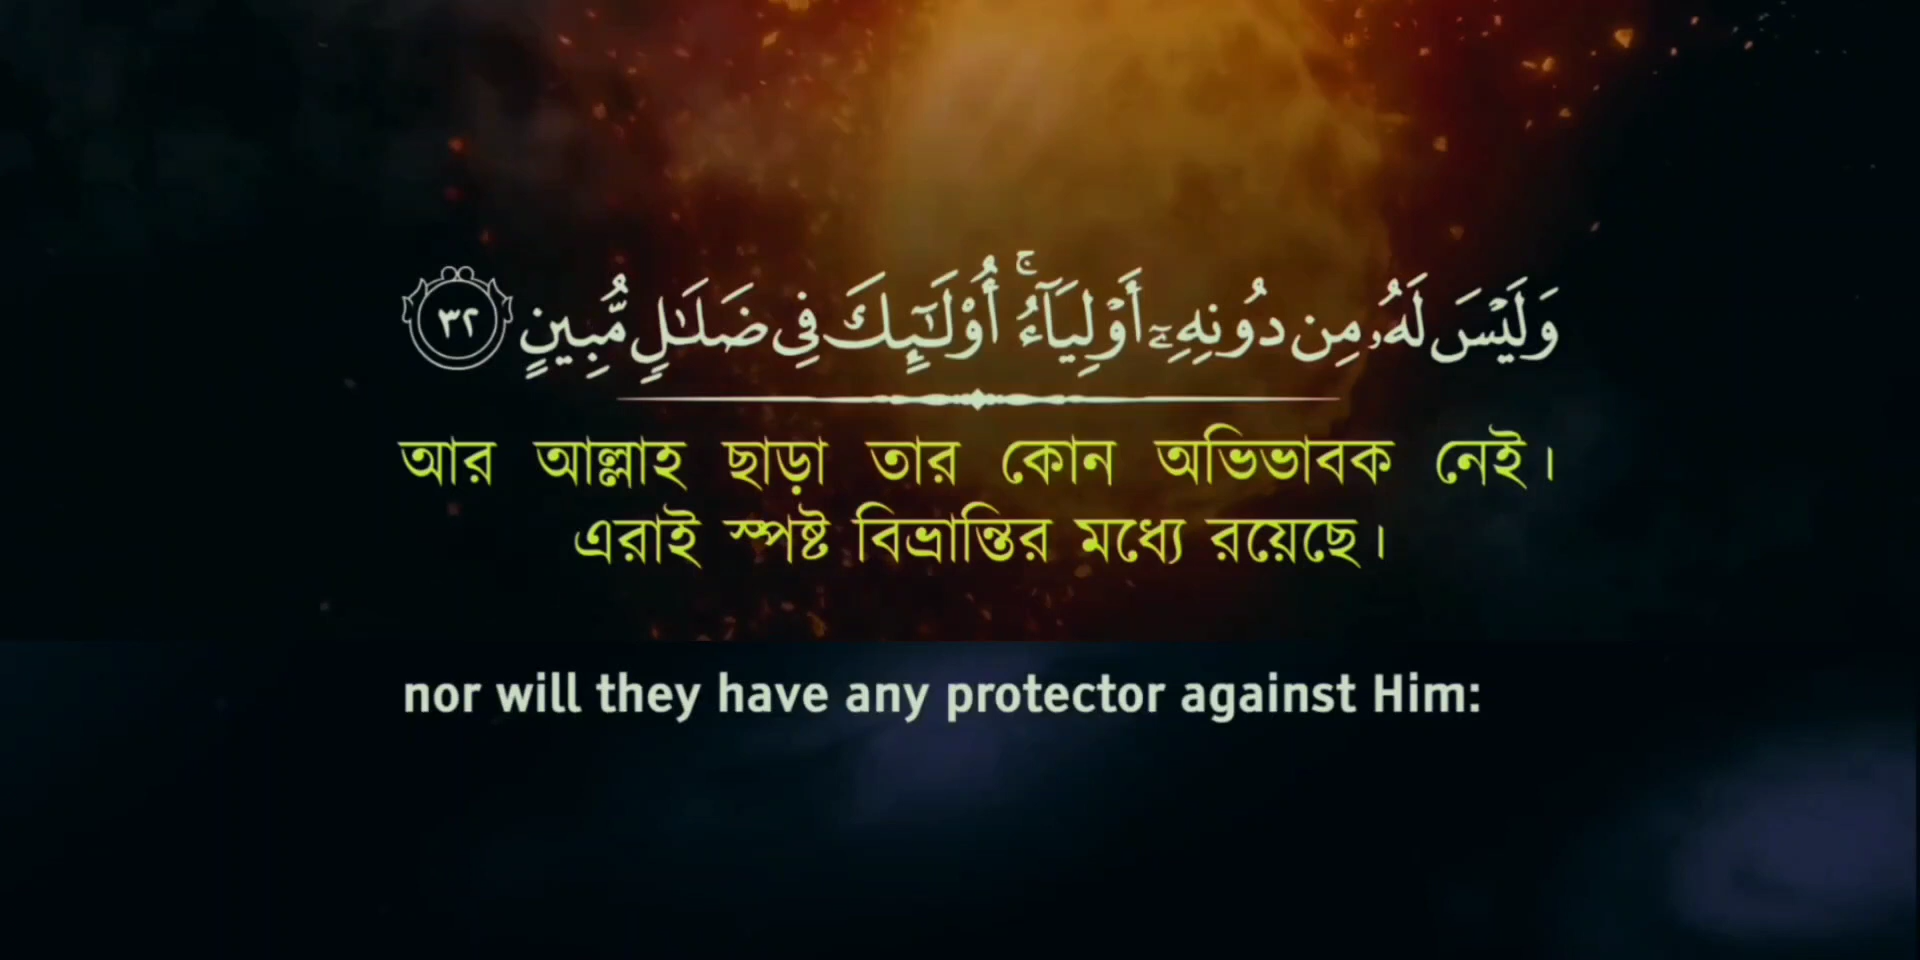 وَلَيْسَ لَهُۥ مِن دُونِهِۦٓ أَوْلِيَآءُ ۚ أُو۟لَـٰٓئِكَ فِى ضَلَـٰلٍ مُّبِينٍ ٣٢
আর আল্লাহ ছাড়া তার কোন অভিভাবক নেই।
এরাই স্পষ্ট বিভ্রান্তির মধ্যে রয়েছে।
nor will they have any protector against Him: